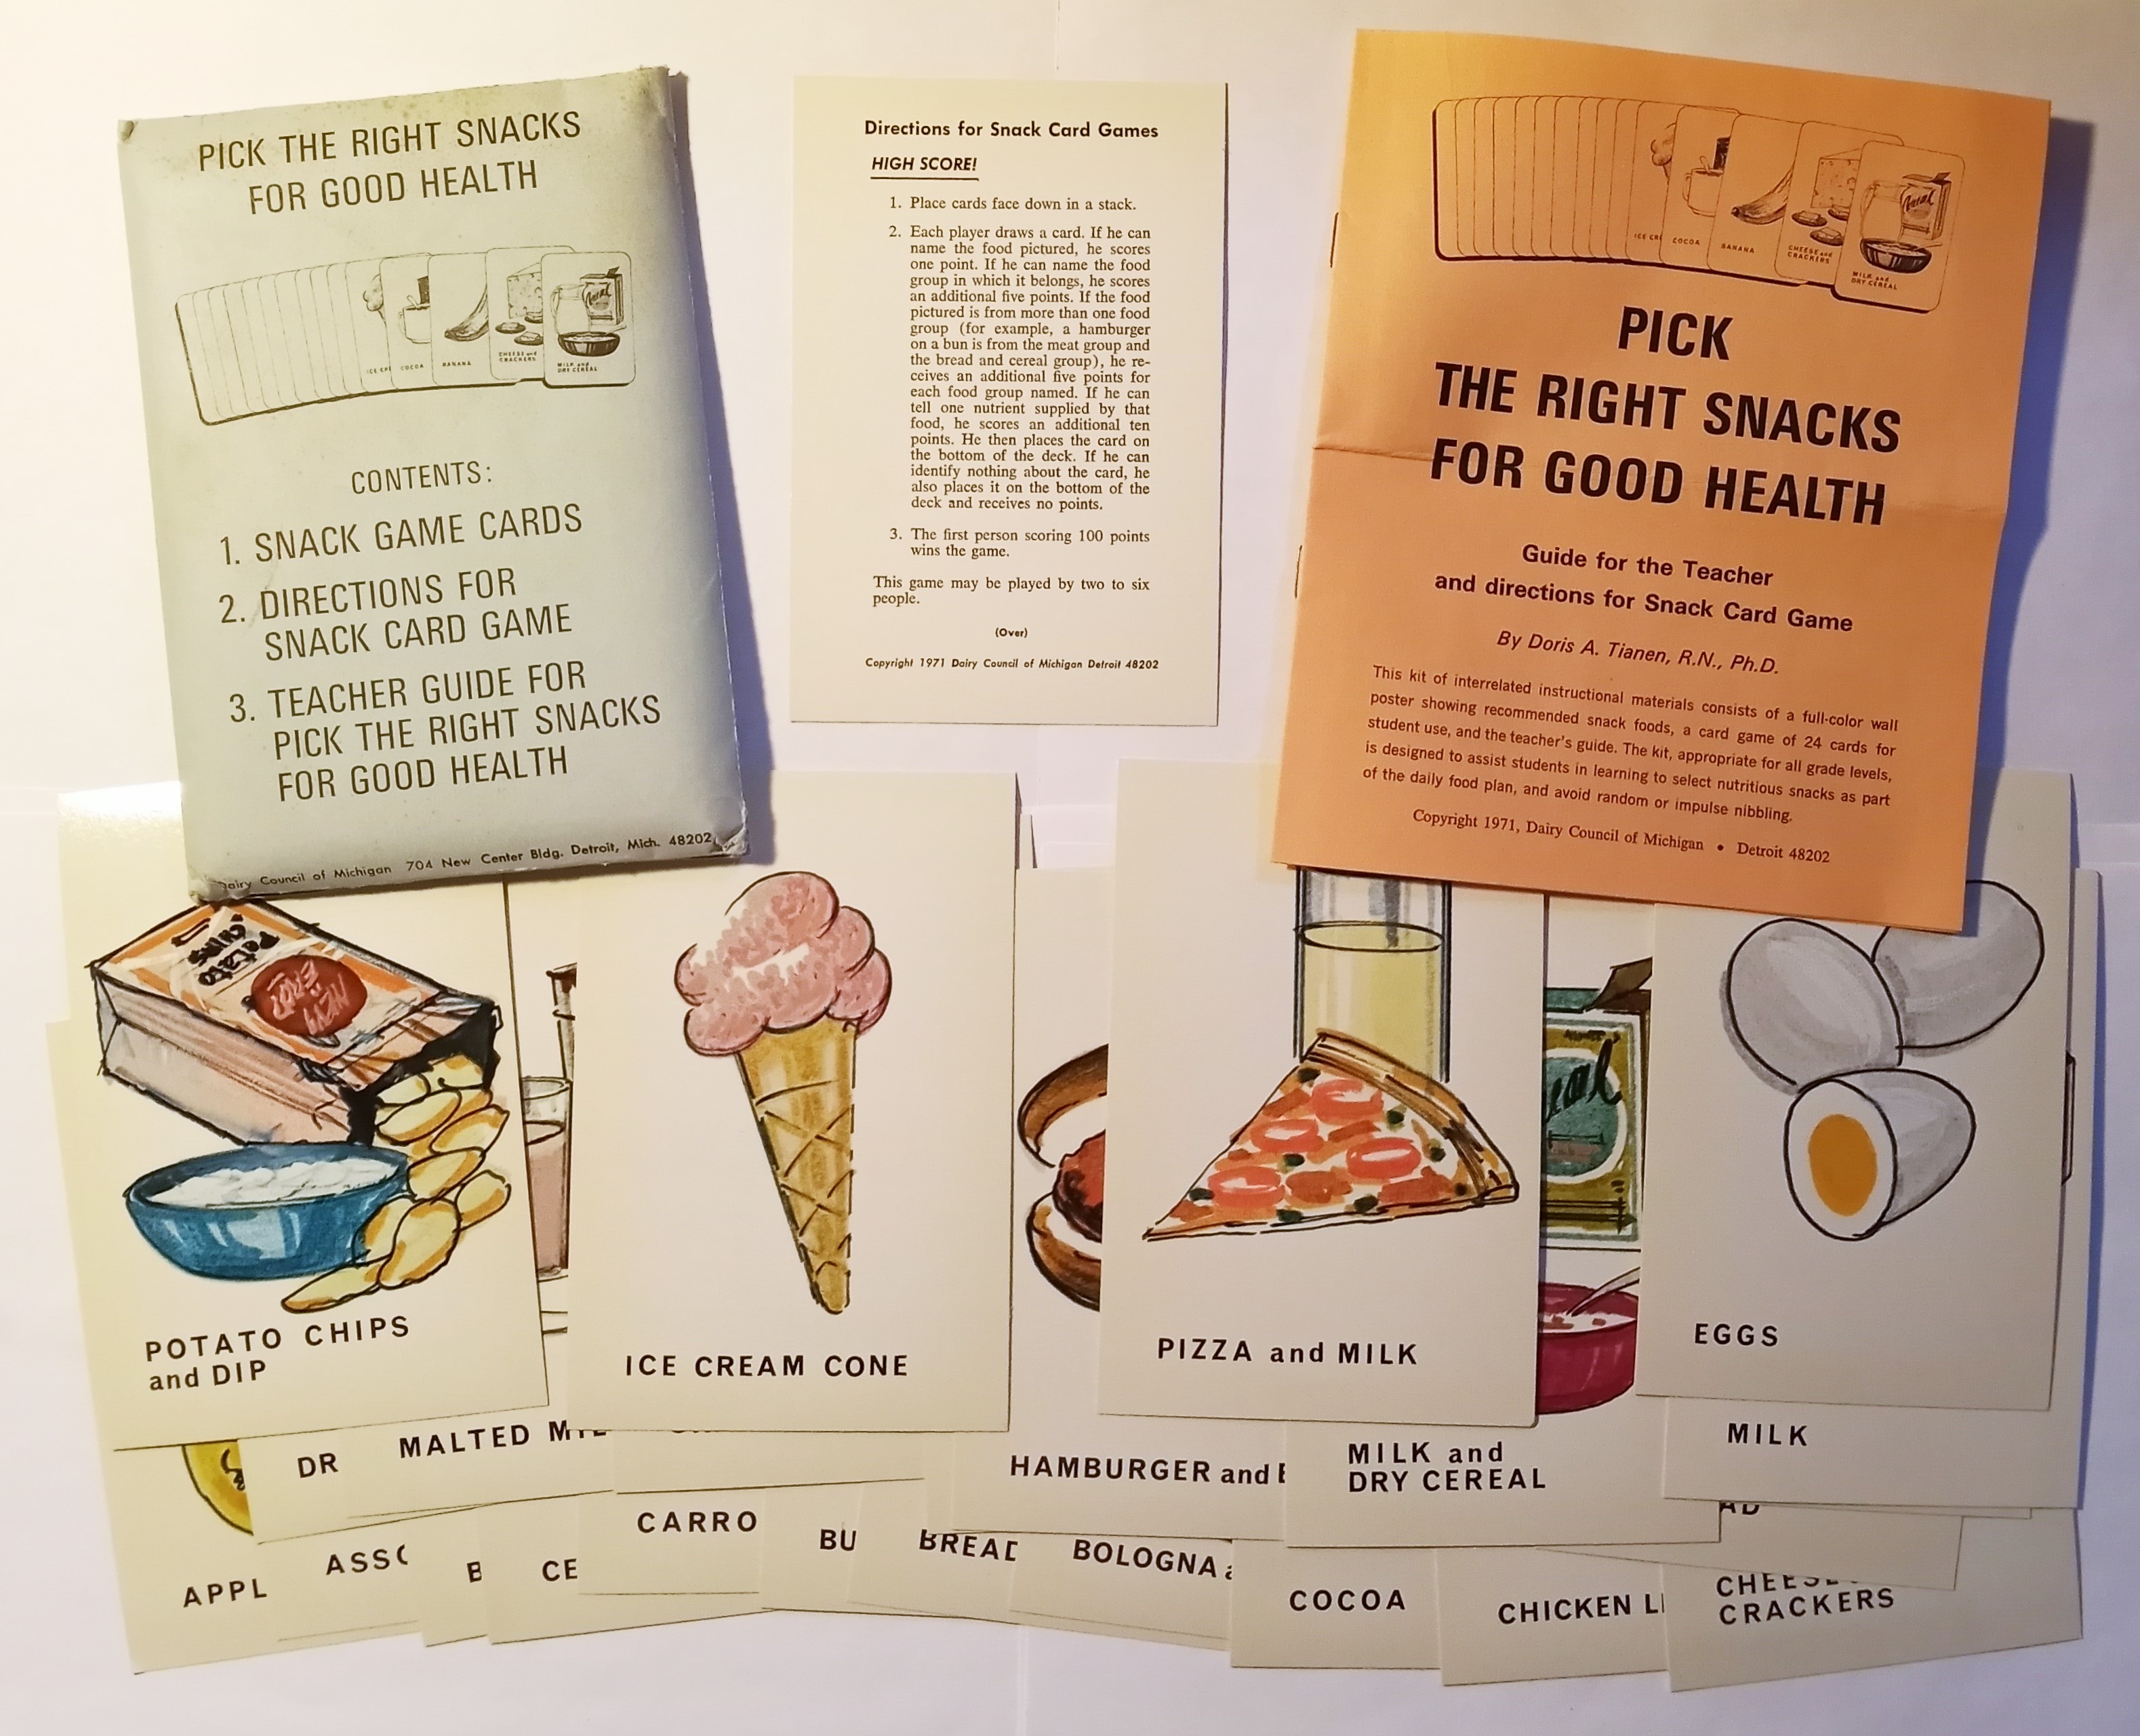 PICK THE RIGHT SNACKS
FOR GOOD HEALTH
ICE
COCOA
BANANA
CHEESE and
CRACKERS
MILK and
DRY CEREAL
CONTENTS:
1. SNACK GAME CARDS
2. DIRECTIONS FOR
SNACK CARD GAME
3. TEACHER GUIDE FOR
PICK THE RIGHT SNACKS
FOR GOOD HEALTH
Dairy Council of Michigan 704 New Center Bldg. Detroit, Mich. 48202
Directions for Snack Card Games
HIGH SCORE!
1. Place cards face down in a stack.
2. Each player draws a card. If he can
name the food pictured, he scores
one point. If he can name the food
group in which it belongs, he scores
an additional five points. If the food
pictured is from more than one food
group (for example, a hamburger
on a bun is from the meat group and
the bread and cereal group), he re-
ceives an additional five points for
each food group named. If he can
tell one nutrient supplied by that
food, he scores an additional ten
points. He then places the card on
the bottom of the deck. If he can
identify nothing about the card, he
also places it on the bottom of the
deck and receives no points.
3. The first person scoring 100 points
wins the game.
This game may be played by two to six
people.
(Over)
Copyright 1971 Dairy Council of Michigan Detroit 48202
ICE CR
COCOA
BANANA
CHEESE and
CRACKERS
MILK and
DRY CEREAL
PICK
THE RIGHT SNACKS
FOR GOOD HEALTH
Guide for the Teacher
and directions for Snack Card Game
By Doris A. Tianen, R.N., Ph.D.
This kit of interrelated instructional materials consists of a full-color wall
poster showing recommended snack foods, a card game of 24 cards for
student use, and the teacher's guide. The kit, appropriate for all grade levels,
is designed to assist students in learning to select nutritious snacks as part
of the daily food plan, and avoid random or impulse nibbling.
Copyright 1971, Dairy Council of Michigan • Detroit 48202
Potato
CHIPS
POTATO CHIPS
and DIP
ICE CREAM CONE
PIZZA and MILK
EGGS
DR
MALTED MIL
HAMBURGER and
MILK and
DRY CEREAL
MILK
APPL
ASSO
B
CE
CARRO
BU
BREAD
BOLOGNA
COCOA
CHICKEN
AD
CHEESE
CRACKERS